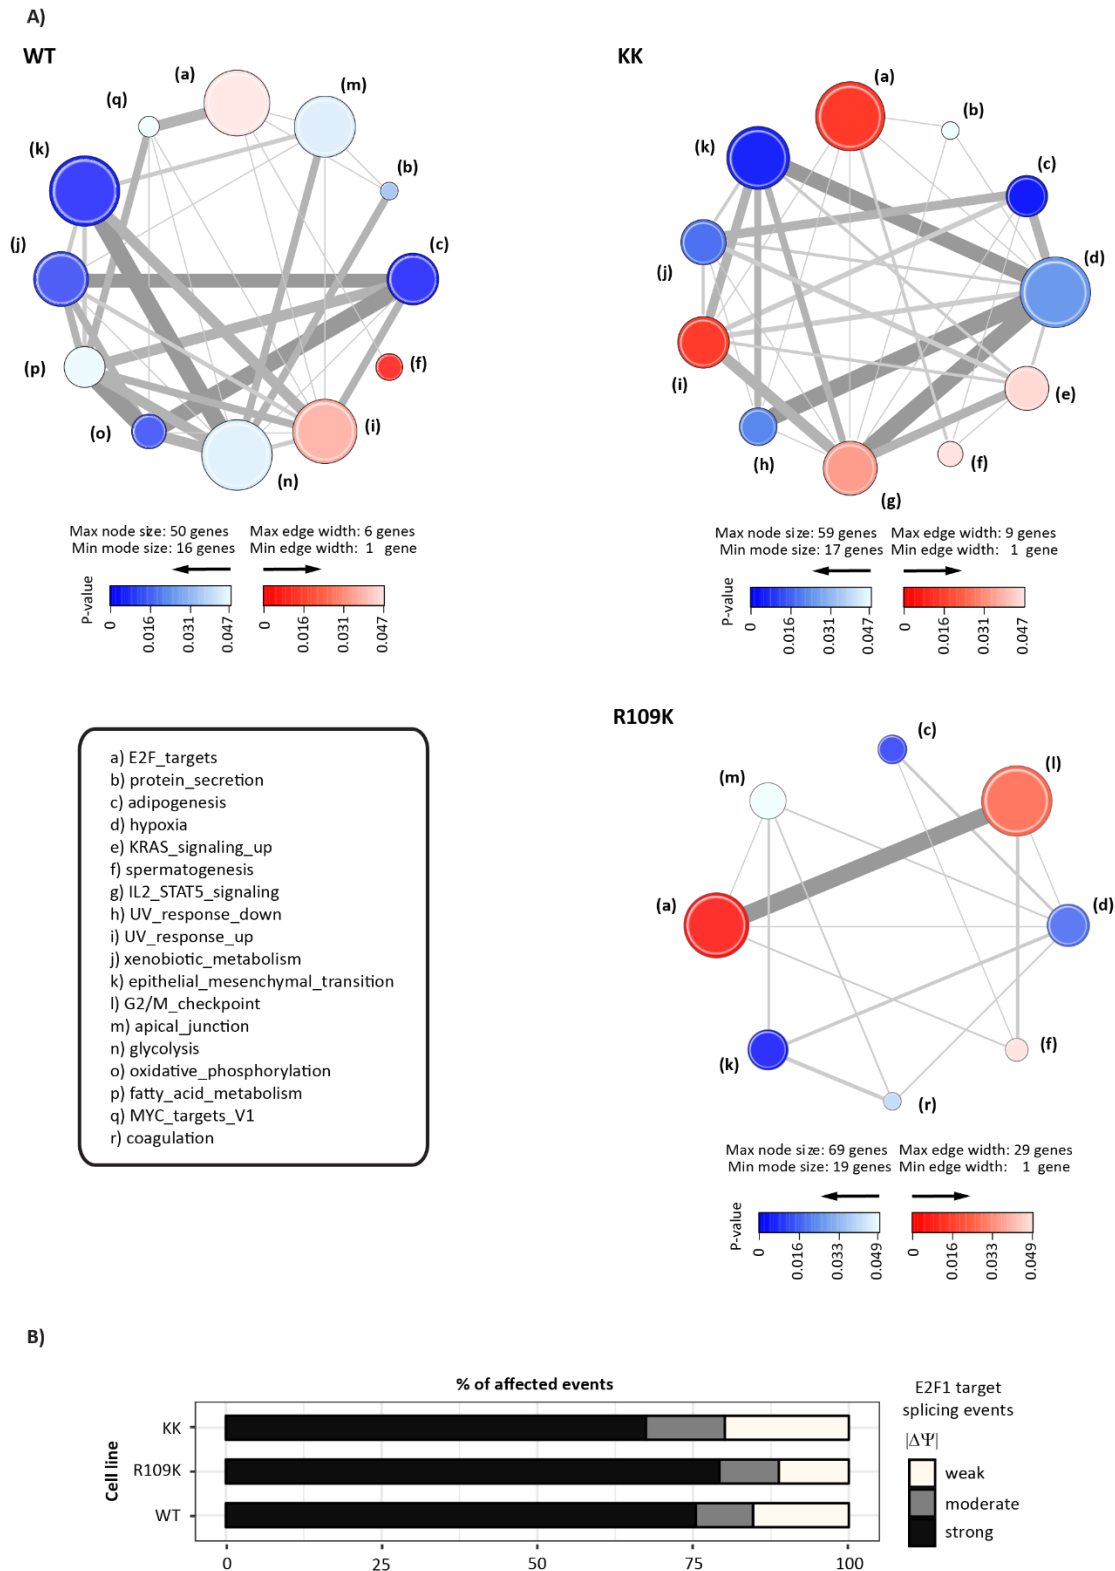 A)
WT
KK
(a)
(m)
(q)
(b)
(k)
(j)
(c)
(p)
(f)
(o)
(i)
(n)
(a)
(b)
(k)
(c)
(d)
(j)
(i)
(e)
(h)
(f)
(g)
Max node size: 50 genes Max edge width: 6 genes
Min mode size: 16 genes Min edge width: 1 gene
P-value
0 0.016 0.031 0.047
0 0.016 0.031 0.047
Max node size: 59 genes Max edge width: 9 genes
Min mode size: 17 genes Min edge width: 1 gene
P-value
0 0.016 0.031 0.047
0 0.016 0.031 0.047
a) E2F_targets
b) protein_secretion
c) adipogenesis
d) hypoxia
e) KRAS_signaling_up
f) spermatogenesis
g) IL2_STAT5_signaling
h) UV_response_down
i) UV_response_up
j) xenobiotic_metabolism
k) epithelial_mesenchymal_transition
l) G2/M_checkpoint
m) apical_junction
n) glycolysis
o) oxidative_phosphorylation
p) fatty_acid_metabolism
q) MYC_targets_V1
r) coagulation
R109K
(c)
(l)
(m)
(a)
(d)
(k)
(f)
(r)
Max node size: 69 genes Max edge width: 29 genes
Min mode size: 19 genes Min edge width: 1 gene
P-value
0 0.016 0.033 0.049
0 0.016 0.033 0.049
B)
% of affected events
Cell line
KK
R109K
WT
0 25 50 75 100
E2F1 target
splicing events
|ΔΨ|
weak
moderate
strong